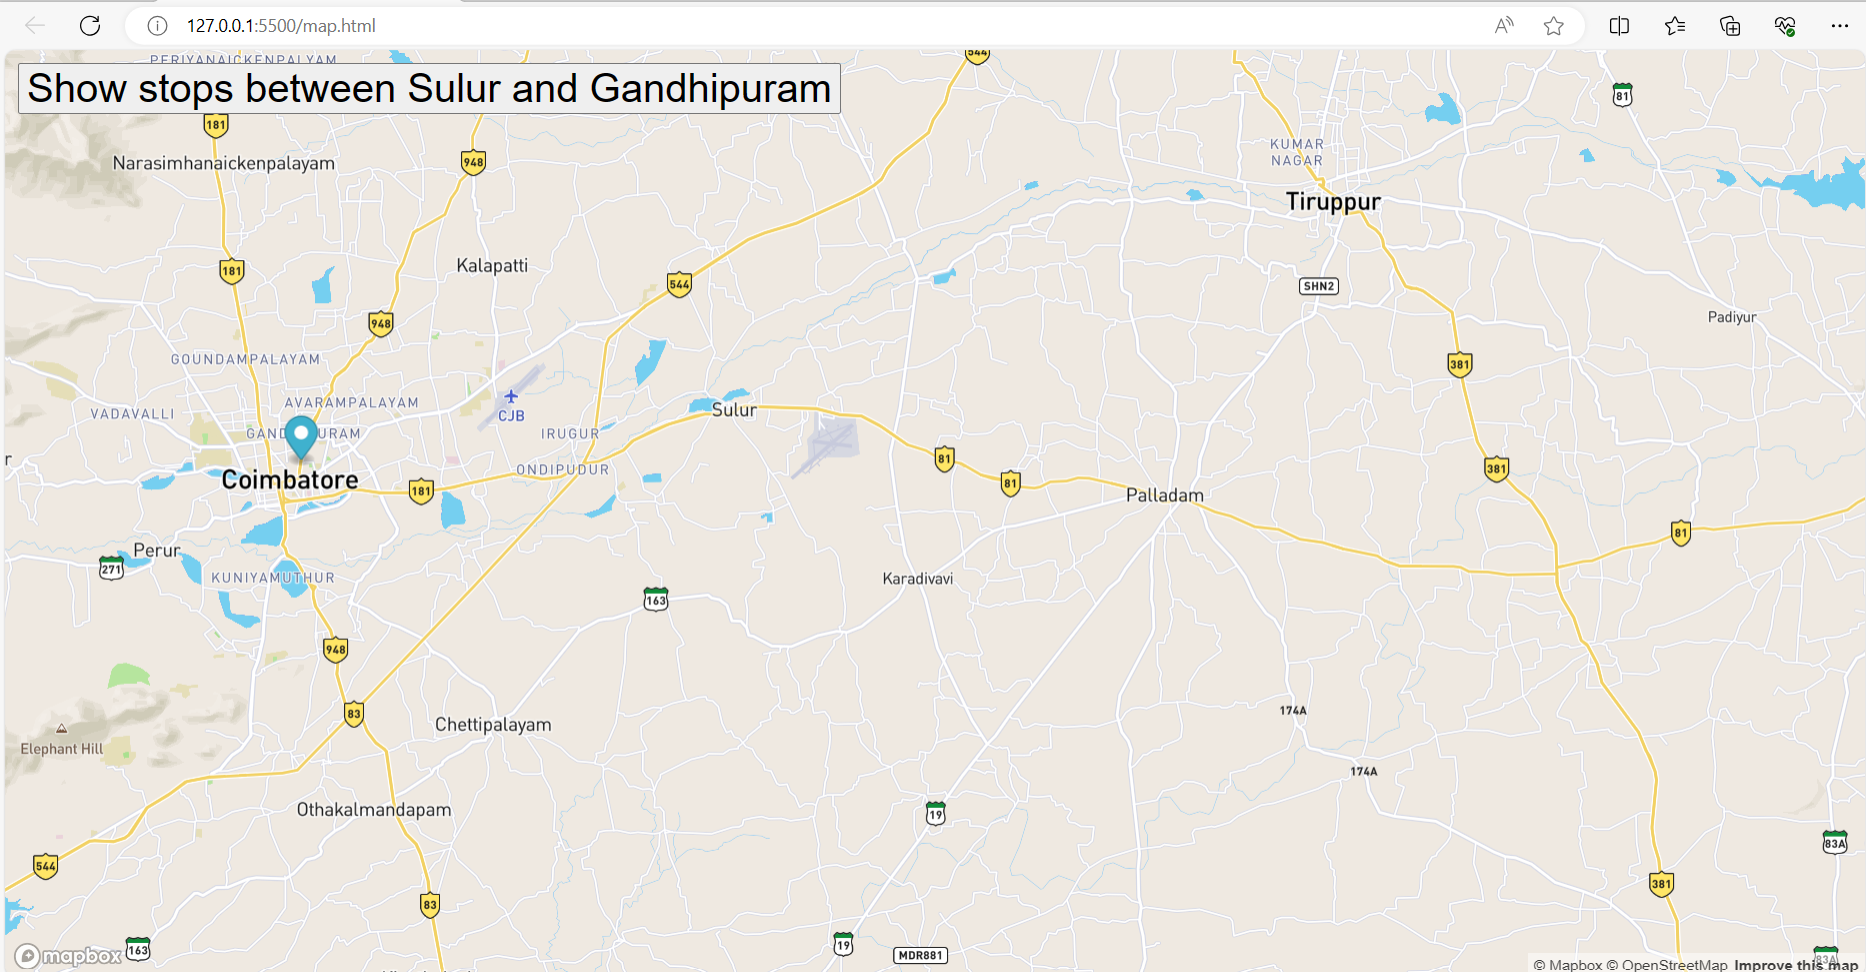 127.0.0.1:5500/map.html
PERIYANAICKENPALAYAM
544
Show stops between Sulur and Gandhipuram
81
181
KUMAR
NAGAR
Narasimhanaickenpalayam
948
Tiruppur
Kalapatti
181
544
SHN2
948
Padiyur
GOUNDAMPALAYAM
381
AVARAMPALAYAM
VADAVALLI
CJB
Sulur
IRUGUR
81
ONDIPUDUR
381
Coimbatore
181
81
Palladam
81
Perur
271
KUNIYAMUTHUR
Karadivavi
163
948
174A
83
Chettipalayam
Elephant Hill
174A
Othakalmandapam
19
83A
544
381
83
163
19
MDR881
mapbox
83A
© Mapbox © OpenStreetMap Improve this map